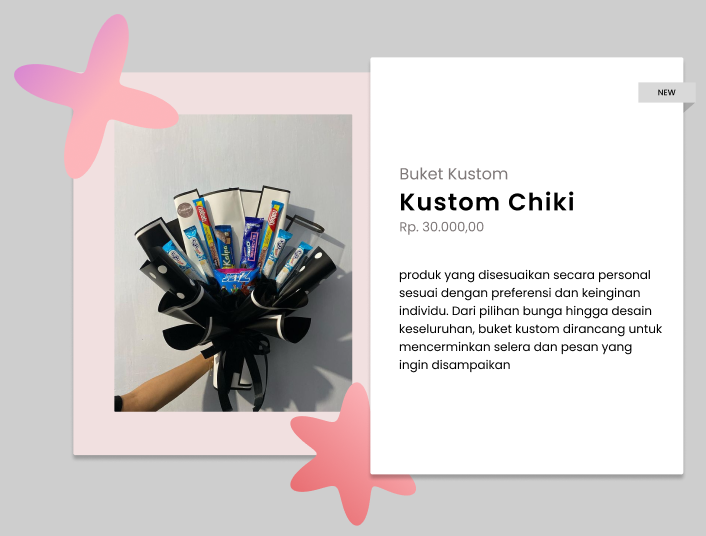 NEW
Buket Kustom
Kustom Chiki
Rp. 30.000,00
produk yang disesuaikan secara personal
sesuai dengan preferensi dan keinginan
individu. Dari pilihan bunga hingga desain
keseluruhan, buket kustom dirancang untuk
mencerminkan selera dan pesan yang
ingin disampaikan